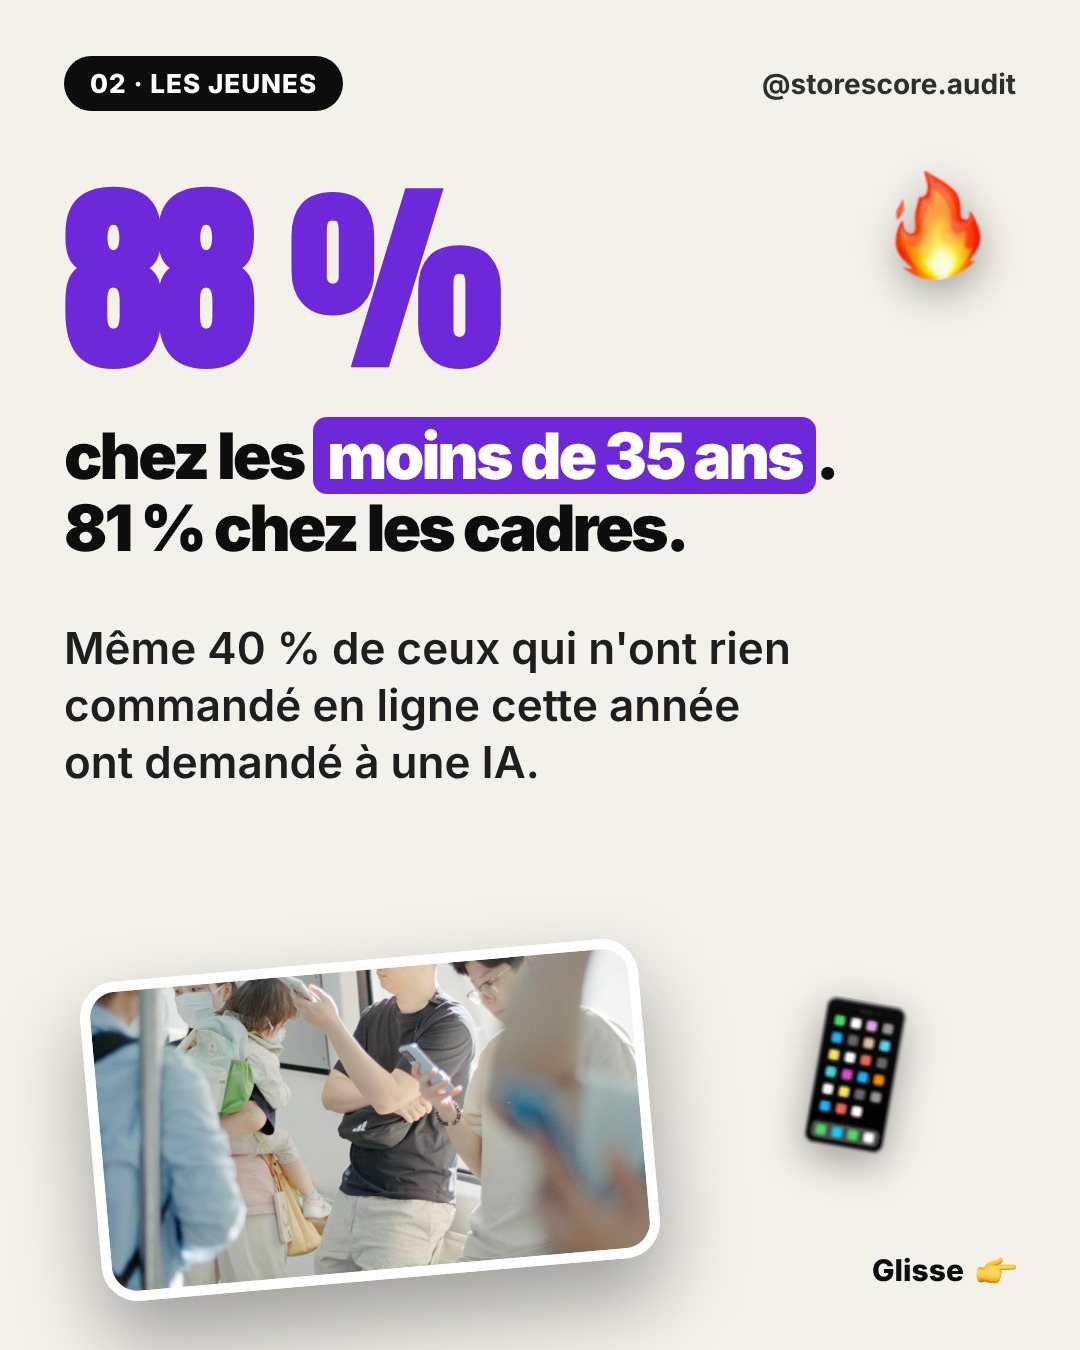 02 · LES JEUNES
@storescore.audit
88 %
chez les moins de 35 ans.
81 % chez les cadres.
Même 40 % de ceux qui n'ont rien
commandé en ligne cette année
ont demandé à une IA.
Glisse 👉